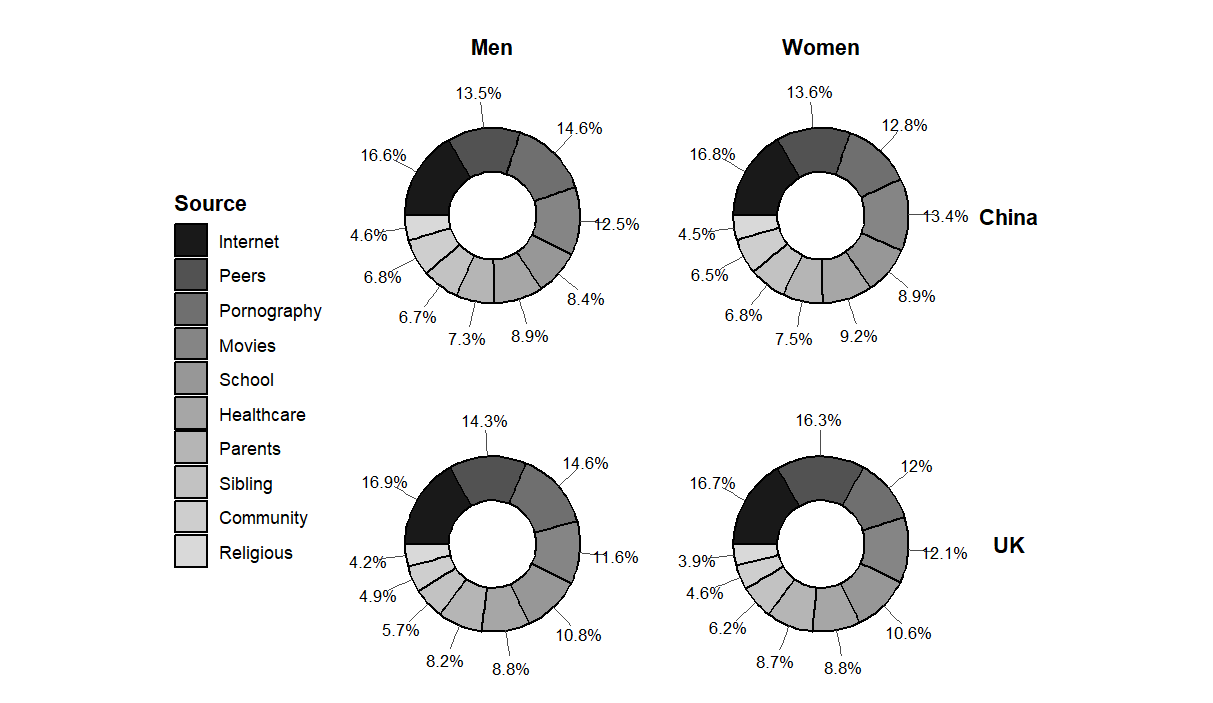 Men
Women
13.5%
13.6%
14.6%
12.8%
16.6%
16.8%
Source
Internet
Peers
Pornography
Movies
School
Healthcare
Parents
Sibling
Community
Religious
12.5%
13.4%
China
4.6%
4.5%
6.8%
6.5%
8.4%
8.9%
6.7%
6.8%
7.3%
8.9%
7.5%
9.2%
14.3%
16.3%
14.6%
12%
16.9%
16.7%
11.6%
12.1%
UK
4.2%
3.9%
4.9%
4.6%
5.7%
6.2%
10.8%
10.6%
8.2%
8.8%
8.7%
8.8%